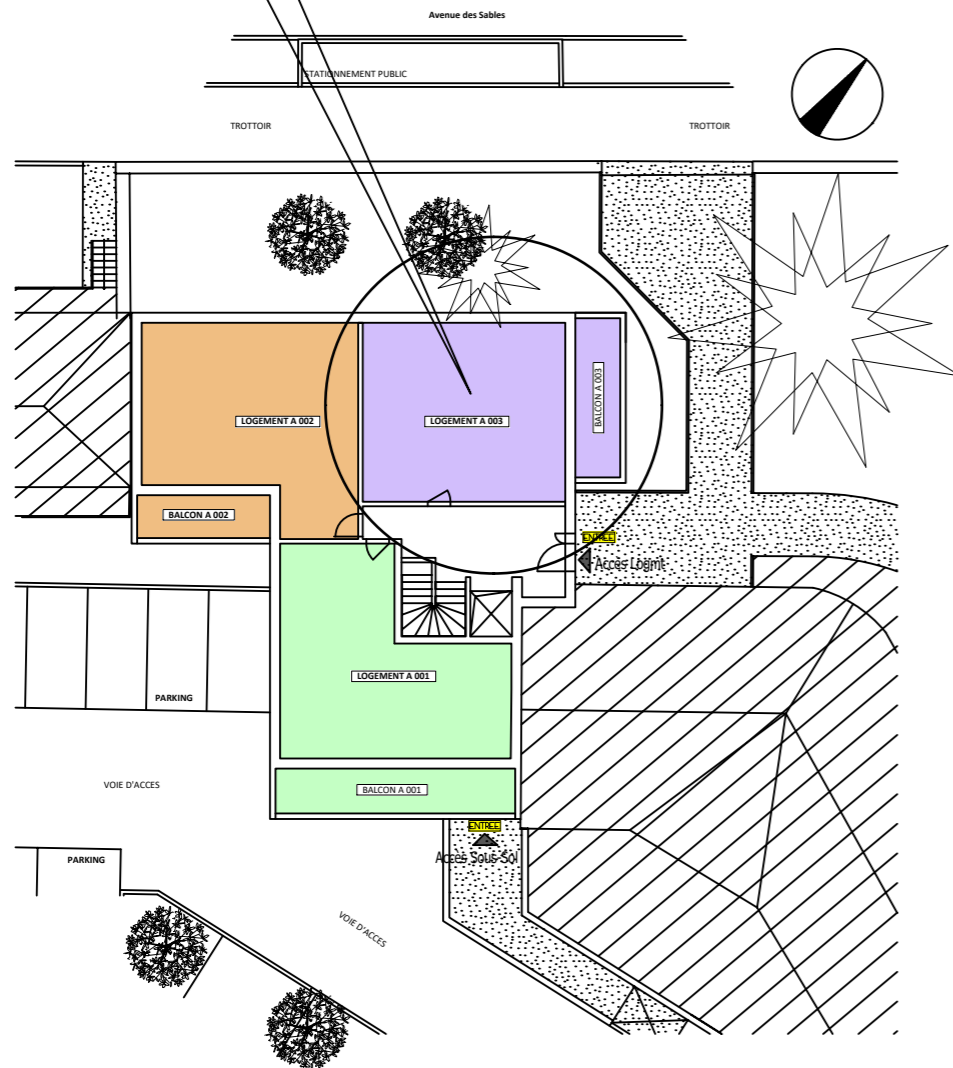 Avenue des Sables
STATIONNEMENT PUBLIC
TROTTOIR
TROTTOIR
BALCON A 003
LOGEMENT A 002
LOGEMENT A 003
BALCON A 002
ENTREE
Accès Logmt
LOGEMENT A 001
PARKING
VOIE D'ACCES
BALCON A 001
ENTREE
Accès Sous-Sol
PARKING
VOIE D'ACCES